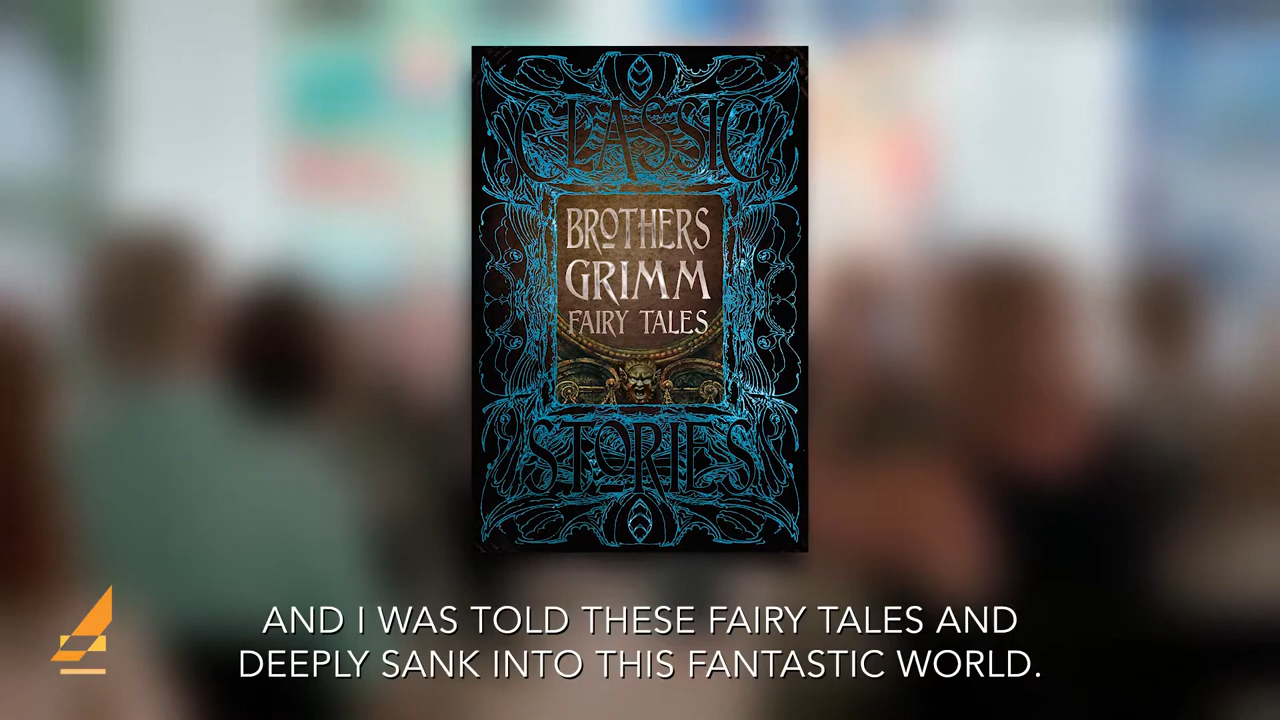 CLASSIC
BROTHERS
GRIMM
FAIRY TALES
STORIES
AND I WAS TOLD THESE FAIRY TALES AND
DEEPLY SANK INTO THIS FANTASTIC WORLD.